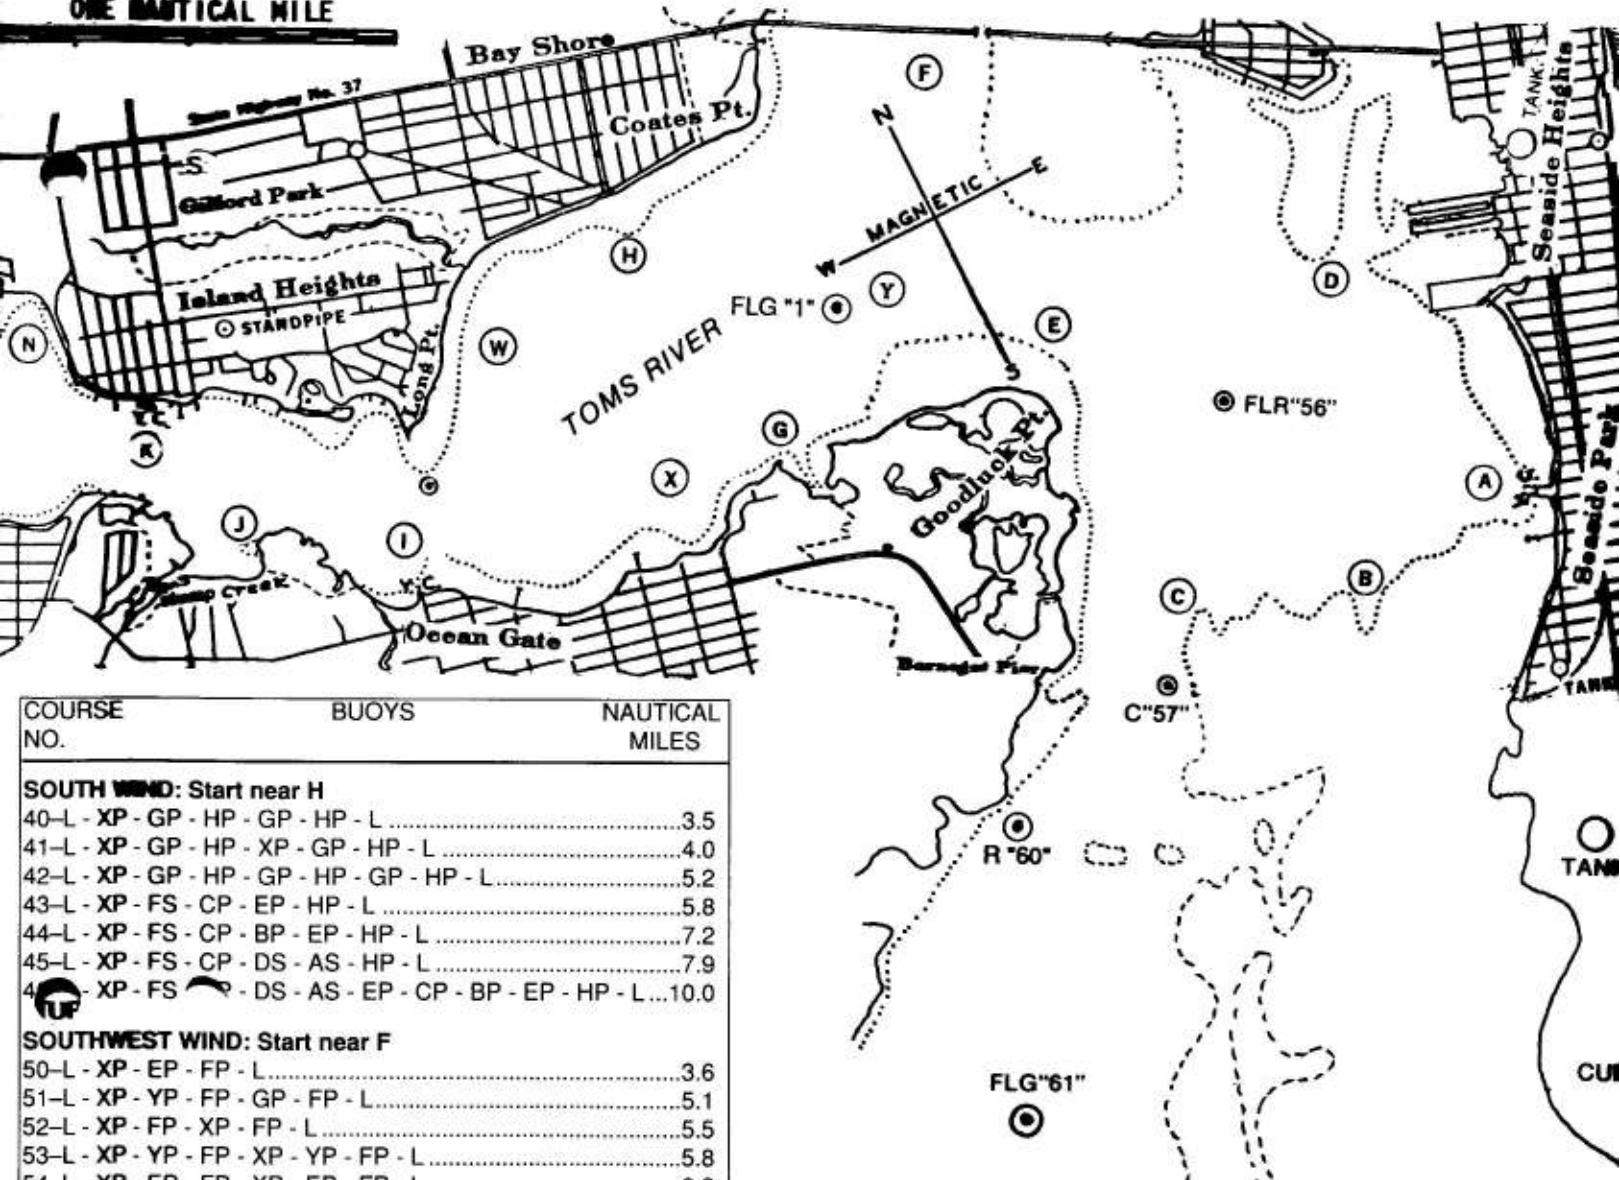 ONE NAUTICAL MILE
Bay Shore
State Highway No. 37
Coates Pt.
S
Gilford Park
Island Heights
STANDPIPE
Long Pt.
N
Y.C.
K
J
I
Y.C.
Ocean Gate
H
W
TOMS RIVER
X
G
FLG "1"
Y
F
N
MAGNETIC
E
W
S
E
Goodluck Pt.
Barnegat Pier
D
FLR"56"
A
Y.C.
B
C
C"57"
R "60"
FLG"61"
TANK
Seaside Heights
Seaside Park
TANK
TANK
COURSE BUOYS NAUTICAL
NO. MILES
SOUTH WIND: Start near H
40–L - XP - GP - HP - GP - HP - L ....................................3.5
41–L - XP - GP - HP - XP - GP - HP - L .............................4.0
42–L - XP - GP - HP - GP - HP - GP - HP - L......................5.2
43–L - XP - FS - CP - EP - HP - L ....................................5.8
44–L - XP - FS - CP - BP - EP - HP - L ..............................7.2
45–L - XP - FS - CP - DS - AS - HP - L ..............................7.9
- XP - FS - DS - AS - EP - CP - BP - EP - HP - L...10.0
SOUTHWEST WIND: Start near F
50–L - XP - EP - FP - L...................................................3.6
51–L - XP - YP - FP - GP - FP - L.....................................5.1
52–L - XP - FP - XP - FP - L............................................5.5
53–L - XP - YP - FP - XP - YP - FP - L...............................5.8